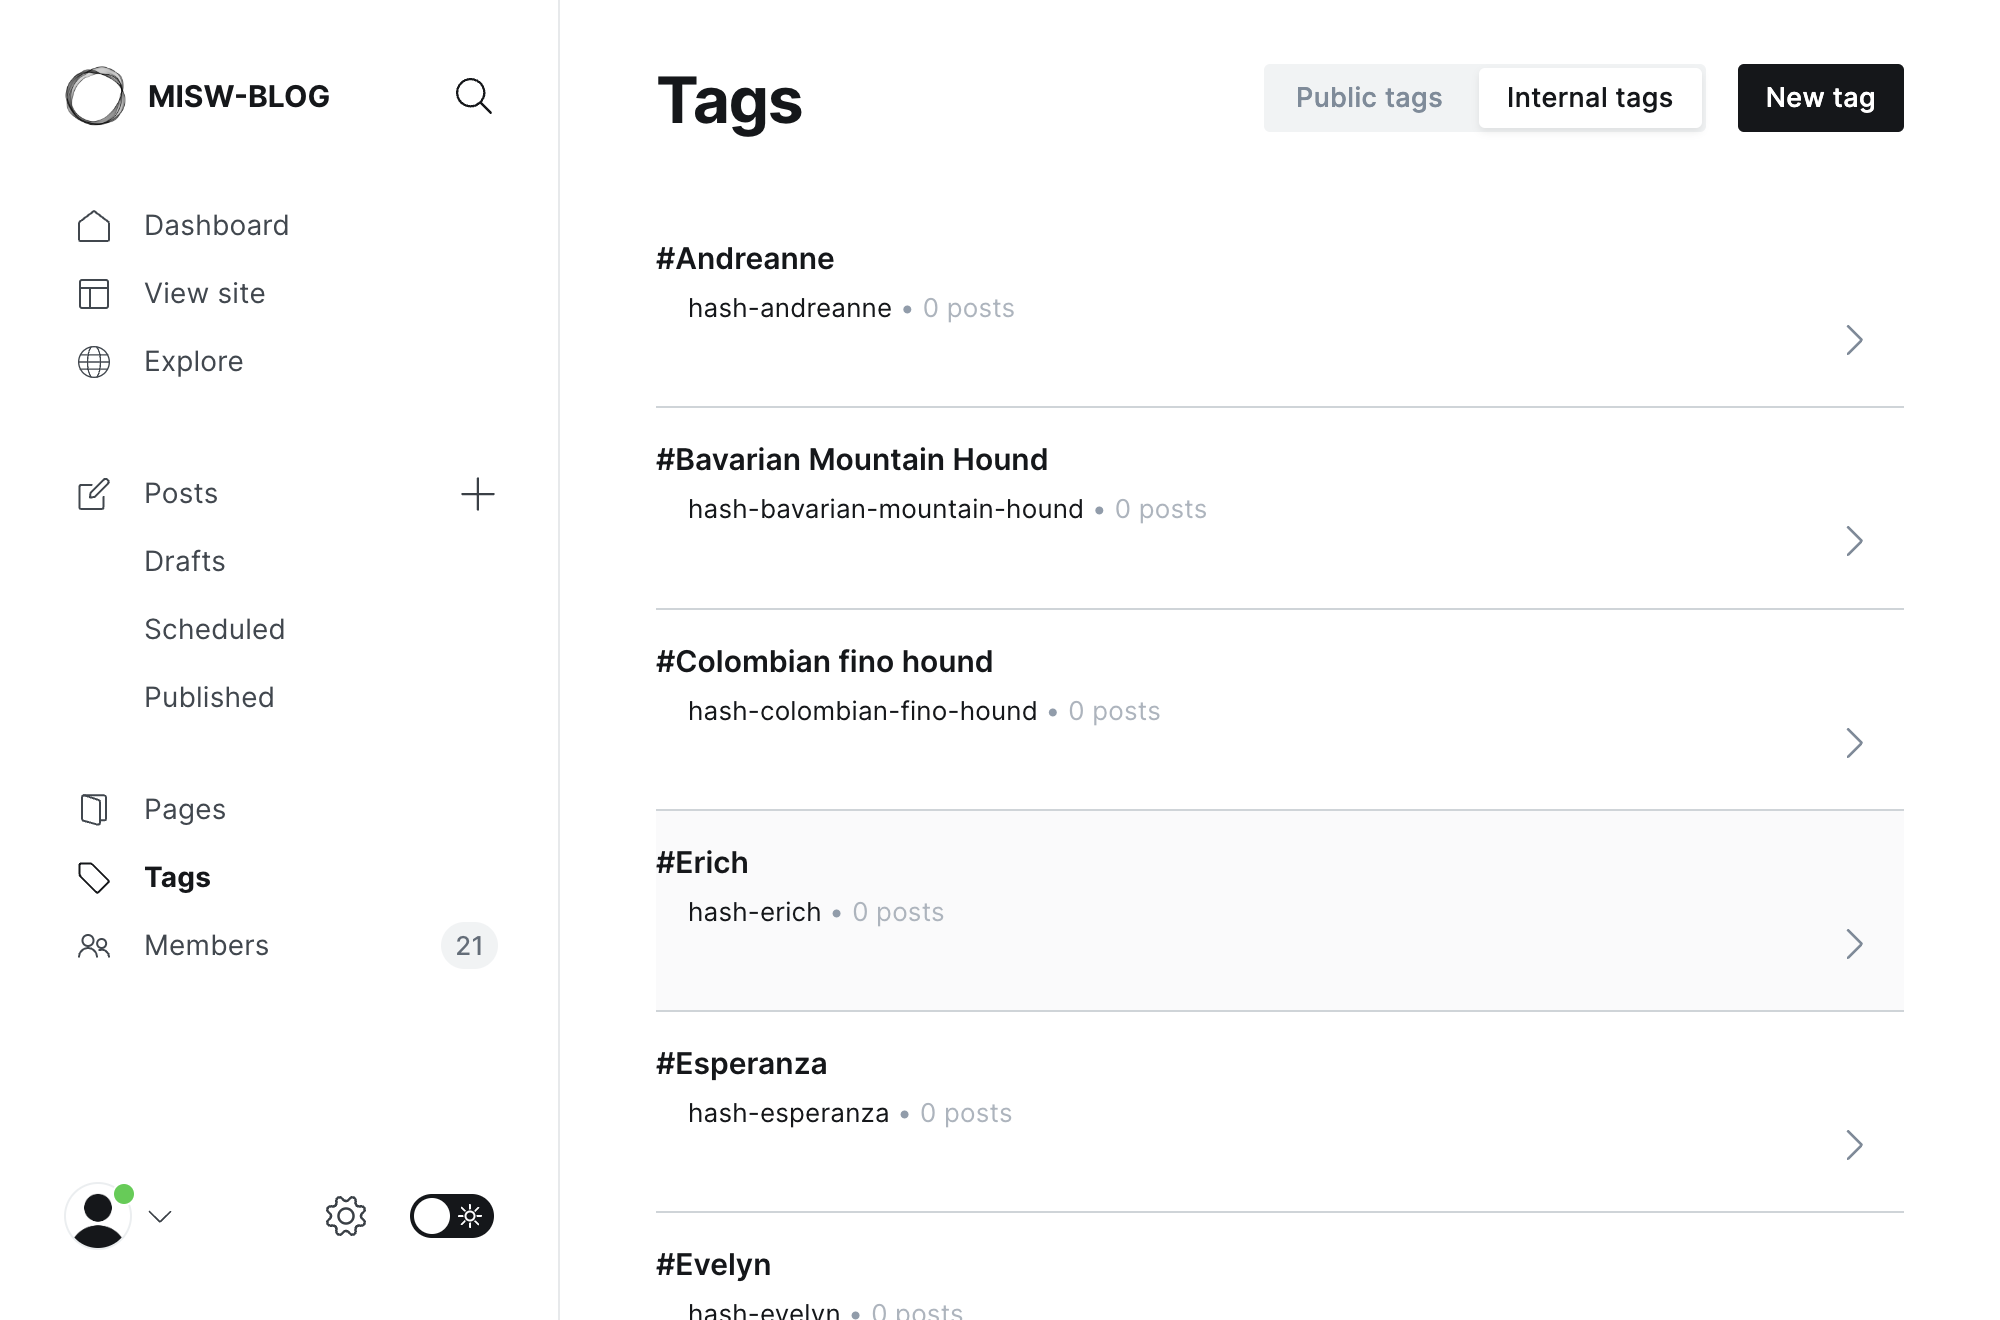 MISW-BLOG
Dashboard
View site
Explore
Posts
Drafts
Scheduled
Published
Pages
Tags
Members 21
Tags
Public tags Internal tags New tag
#Andreanne
hash-andreanne • 0 posts
#Bavarian Mountain Hound
hash-bavarian-mountain-hound • 0 posts
#Colombian fino hound
hash-colombian-fino-hound • 0 posts
#Erich
hash-erich • 0 posts
#Esperanza
hash-esperanza • 0 posts
#Evelyn
hash-evelyn • 0 posts